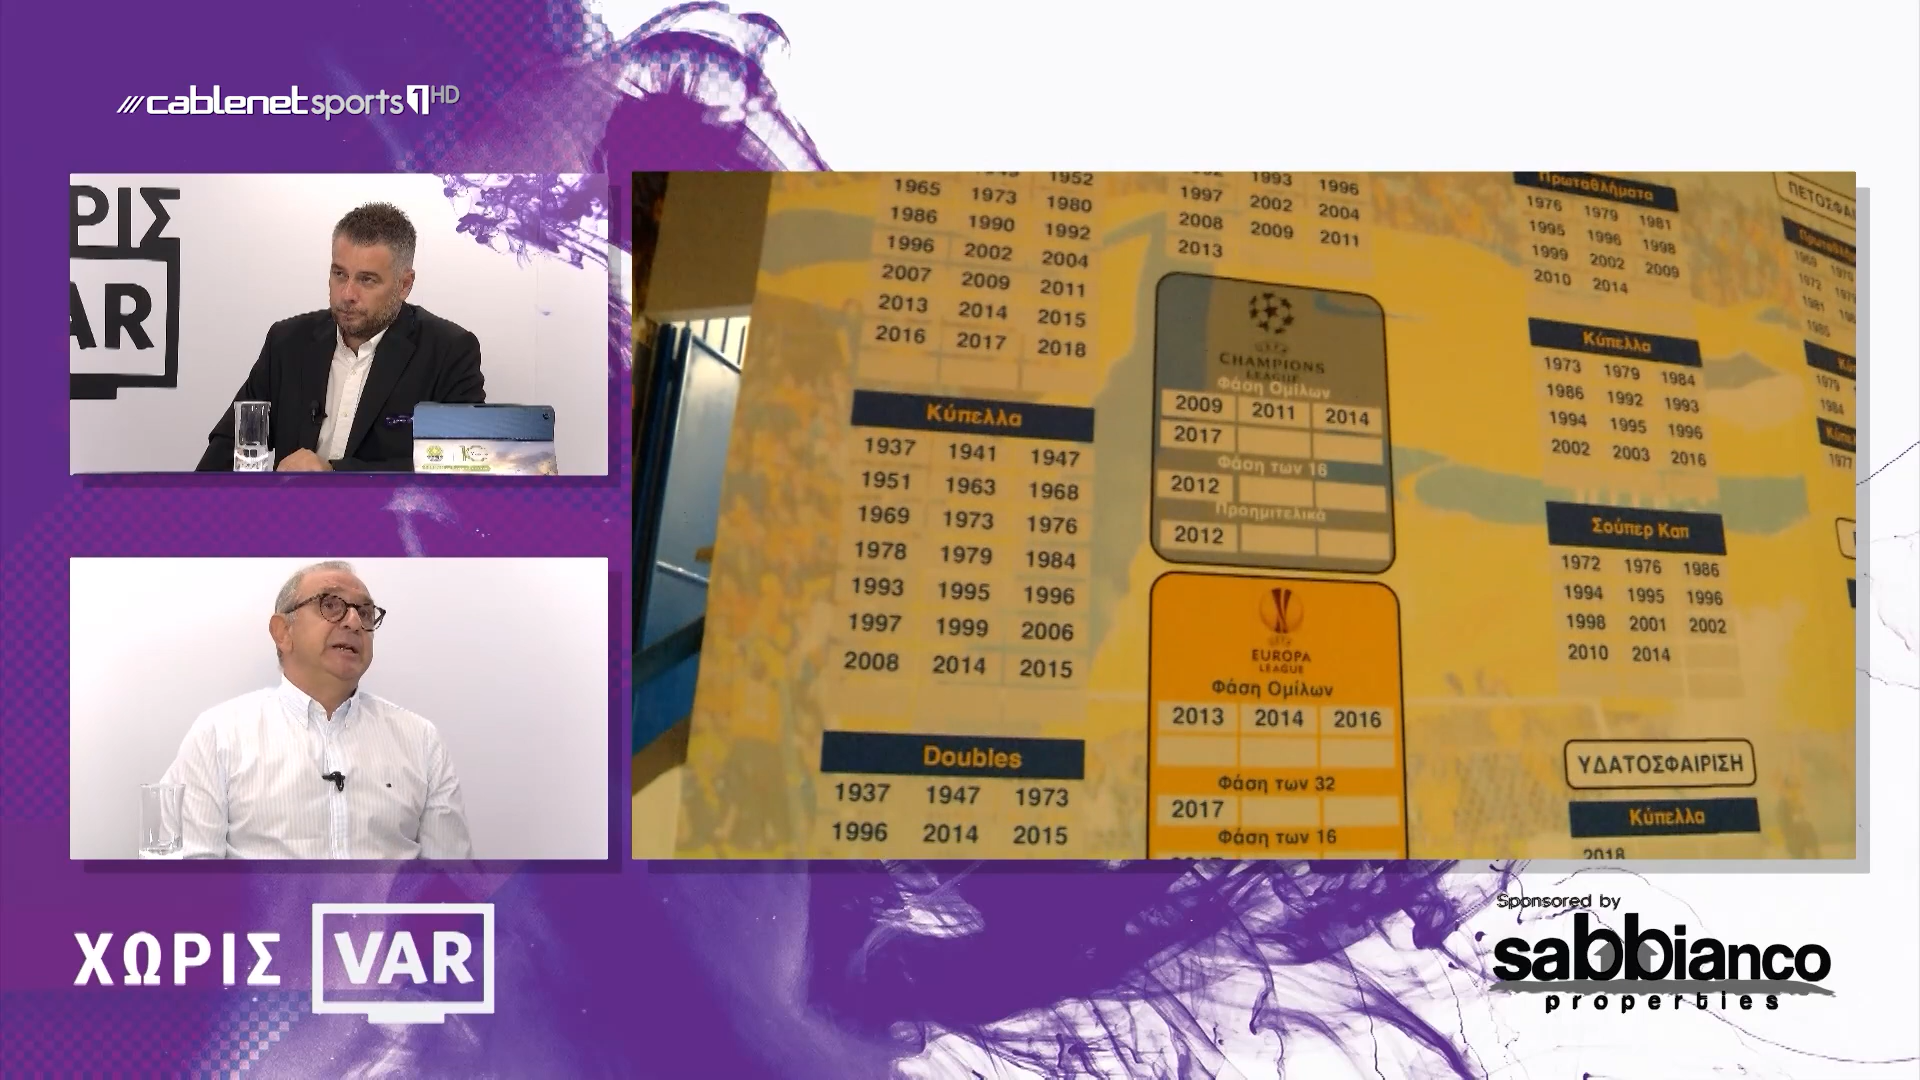 cablenet sports 1 HD
ΡΙΣ
VAR
1952
1965 1973 1980
1986 1990 1992
1996 2002 2004
2007 2009 2011
2013 2014 2015
2016 2017 2018
Κύπελλα
1937 1941 1947
1951 1963 1968
1969 1973 1976
1978 1979 1984
1993 1995 1996
1997 1999 2006
2008 2014 2015
Doubles
1937 1947 1973
1996 2014 2015
1993 1996
1997 2002 2004
2008 2009 2011
2013
UEFA
CHAMPIONS
LEAGUE
Φάση Ομίλων
2009 2011 2014
2017
Φάση των 16
2012
Προημιτελικά
2012
UEFA
EUROPA
LEAGUE
Φάση Ομίλων
2013 2014 2016
Φάση των 32
2017
Φάση των 16
Πρωταθλήματα
1976 1979 1981
1995 1996 1998
1999 2002 2009
2010 2014
Κύπελλα
1973 1979 1984
1986 1992 1993
1994 1995 1996
2002 2003 2016
Σούπερ Καπ
1972 1976 1986
1994 1995 1996
1998 2001 2002
2010 2014
ΥΔΑΤΟΣΦΑΙΡΙΣΗ
Κύπελλα
2018
ΠΕΤΟΣΦΑΙ
ΧΩΡΙΣ VAR
Sponsored by
sabbianco
properties